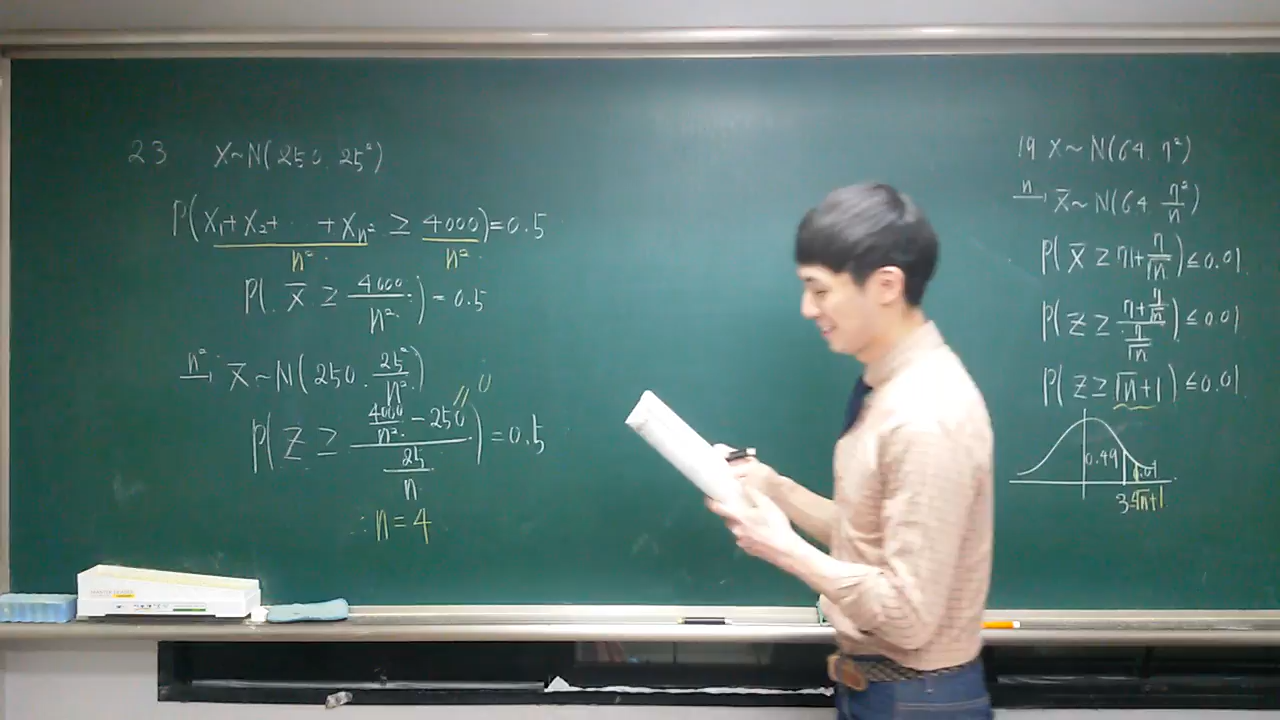 23 X~N(250. 25²)
P(X₁+X₂+ ‥ +Xₙ² ≥ 4000)=0.5
n² n²
P( X̄ ≥ 4000/n² ) = 0.5
n² X̄~N(250. 25²/n²)
0
P(Z ≥ (4000/n² - 250)/(25/n)) = 0.5
∴ n = 4
19 X~N(64. 7²)
n X̄~N(64. 7²/n)
P( X̄ ≥ 71+7/√n) ≤ 0.01
P( Z ≥ (7+7/√n)/(7/√n)) ≤ 0.01
P( Z ≥ √n+1) ≤ 0.01
0.49 0.01
√n+1